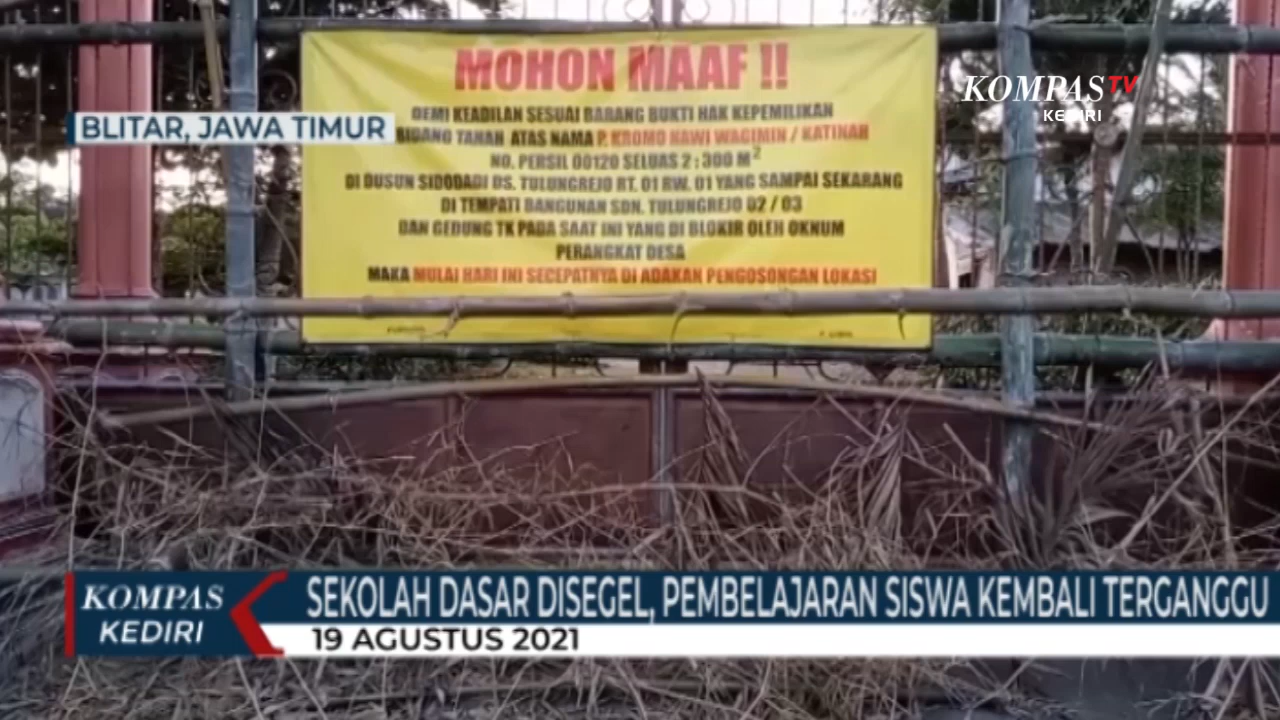 MOHON MAAF !!
DEMI KEADILAN SESUAI BARANG BUKTI HAK KEPEMILIKAN
BIDANG TANAH ATAS NAMA P. KROMO KAWI WAGIMIN / KATINAH
NO. PERSIL 00120 SELUAS 2 : 300 M²
DI DUSUN SIDODADI DS. TULUNGREJO RT. 01 RW. 01 YANG SAMPAI SEKARANG
DI TEMPATI BANGUNAN SDN. TULUNGREJO 02 / 03
DAN GEDUNG TK PADA SAAT INI YANG DI BLOKIR OLEH OKNUM
PERANGKAT DESA
MAKA MULAI HARI INI SECEPATNYA DI ADAKAN PENGOSONGAN LOKASI
KOMPASTV
KEDIRI
BLITAR, JAWA TIMUR
KOMPAS
KEDIRI
SEKOLAH DASAR DISEGEL, PEMBELAJARAN SISWA KEMBALI TERGANGGU
19 AGUSTUS 2021